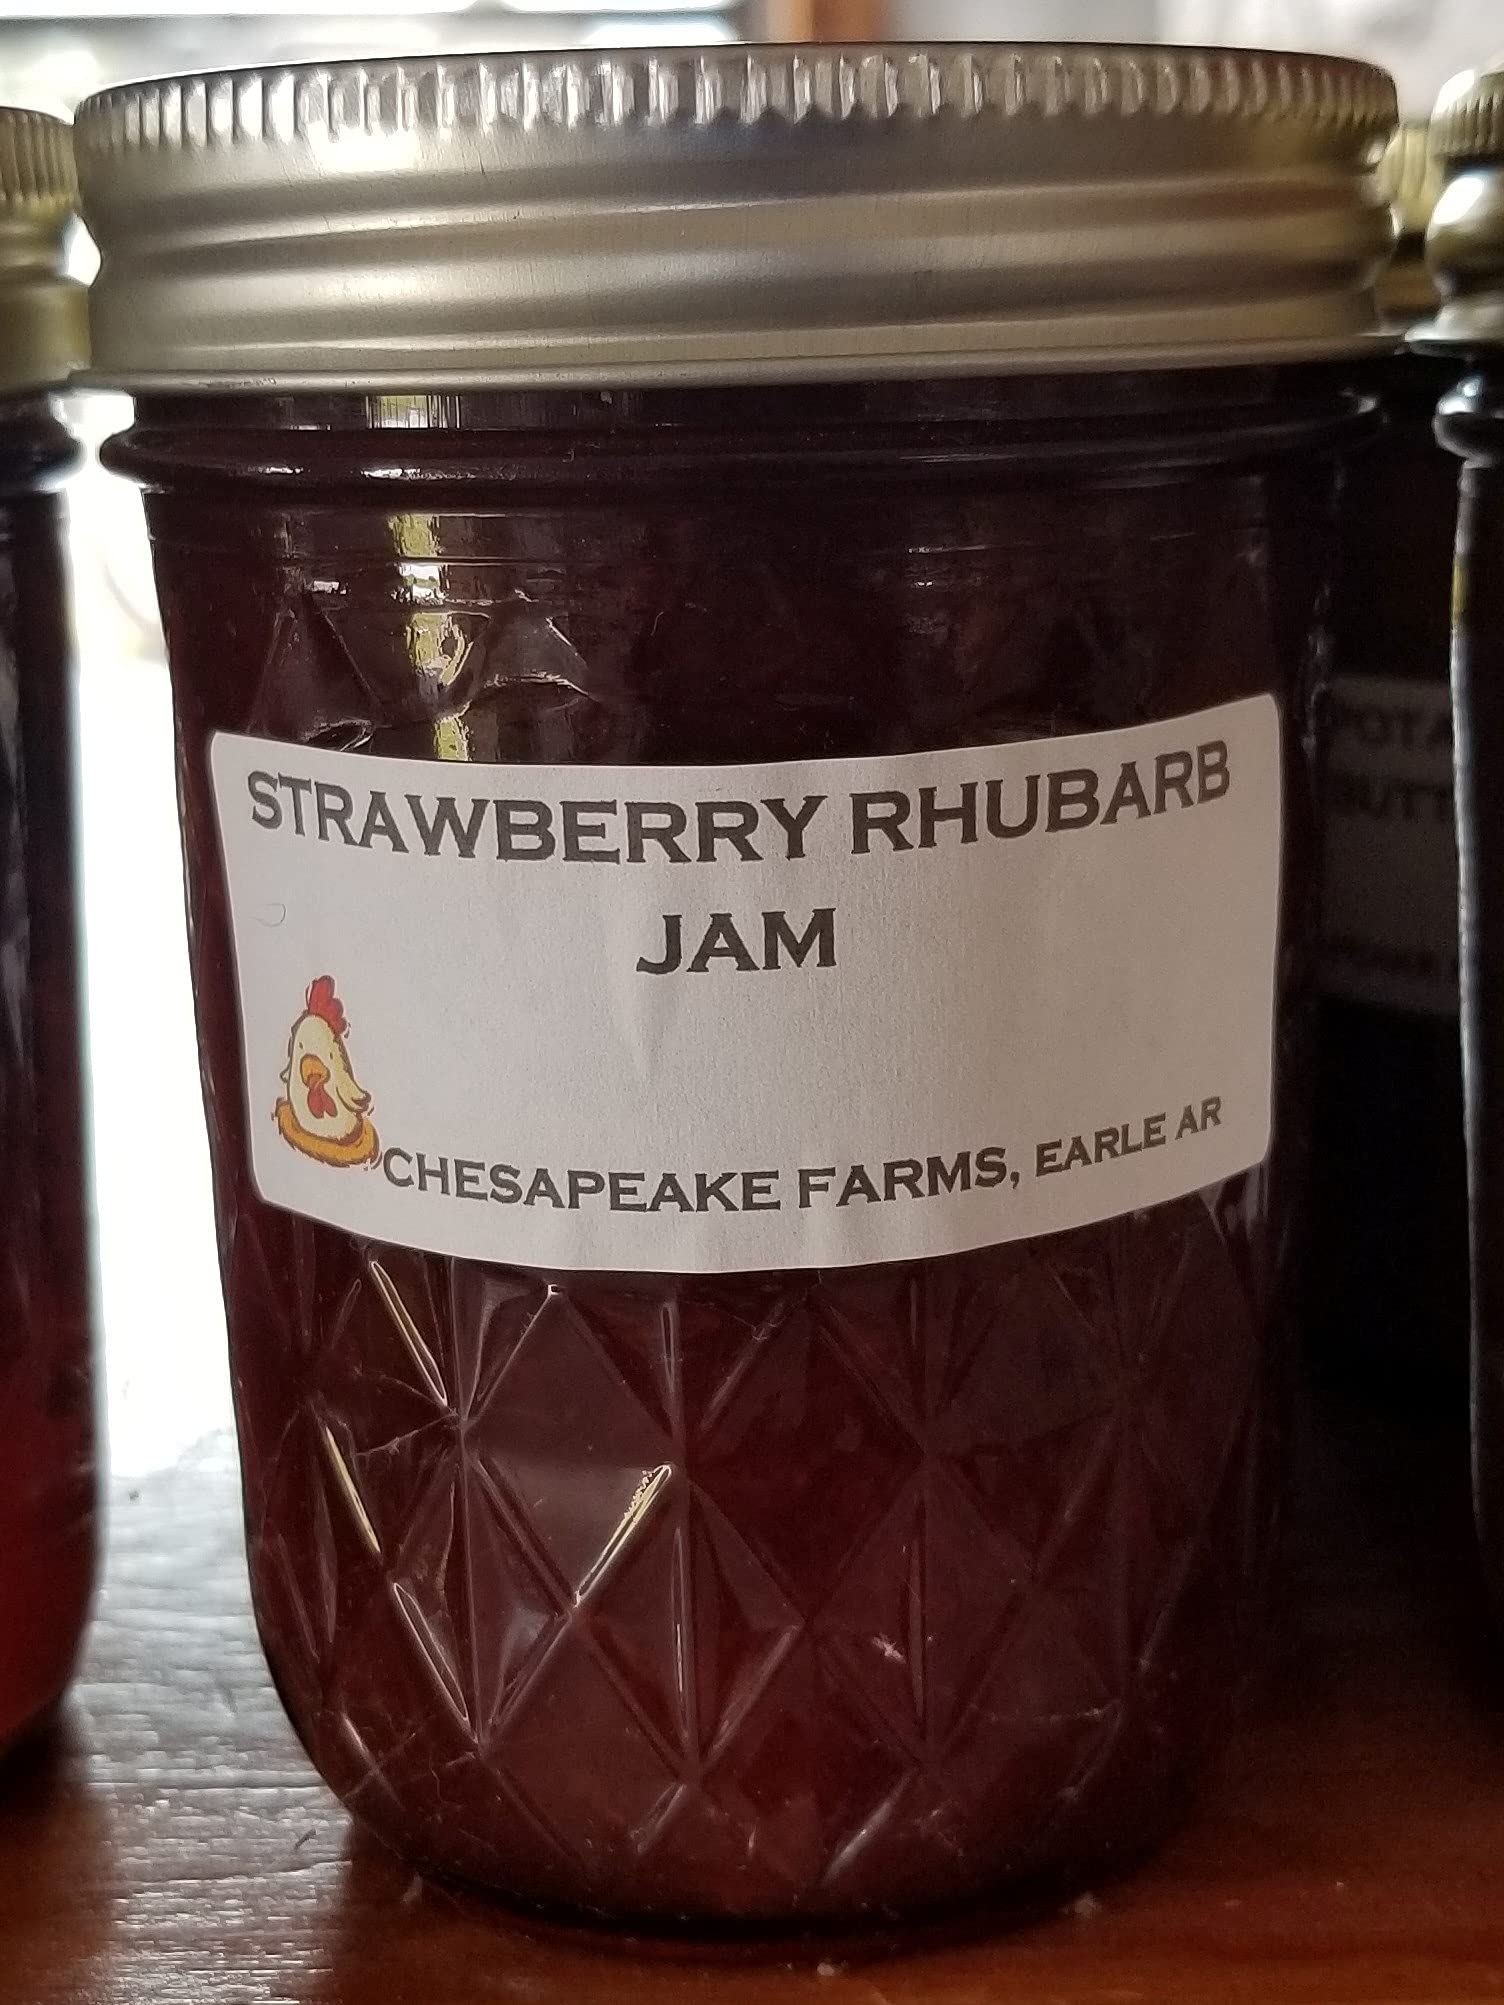 STRAWBERRY RHUBARB
JAM
CHESAPEAKE FARMS, EARLE AR